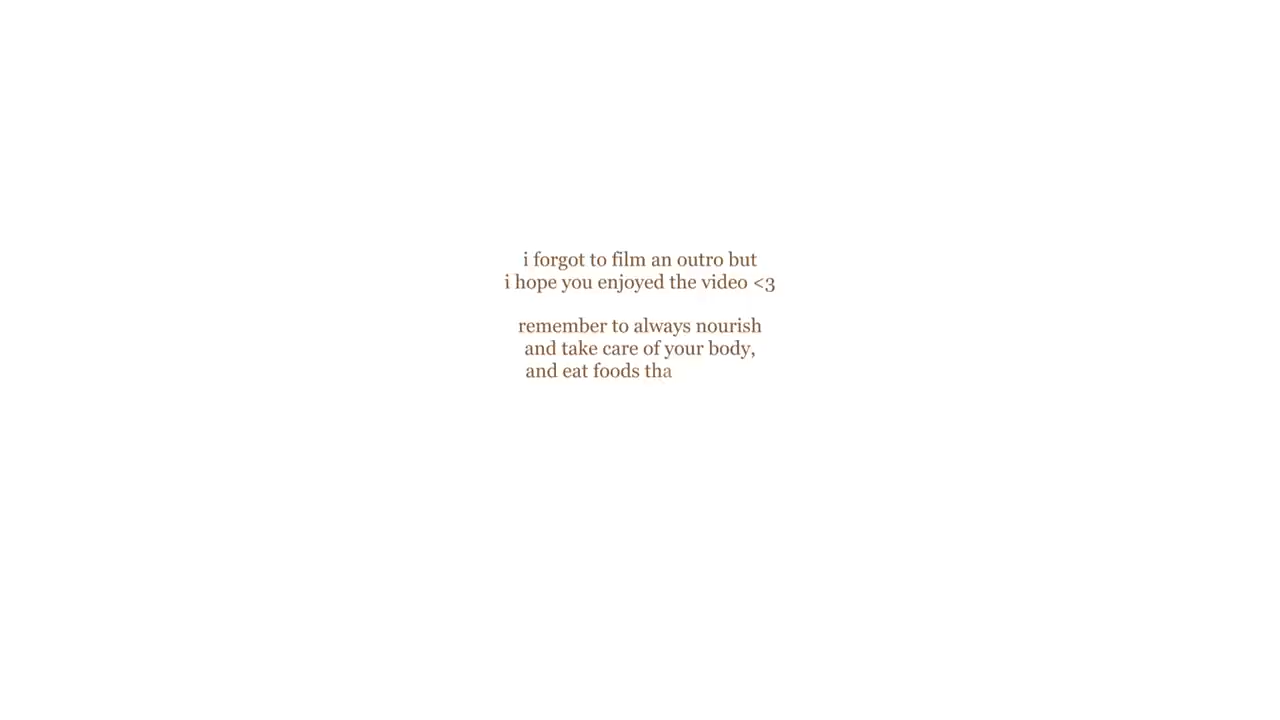 i forgot to film an outro but
i hope you enjoyed the video <3
remember to always nourish
and take care of your body,
and eat foods tha